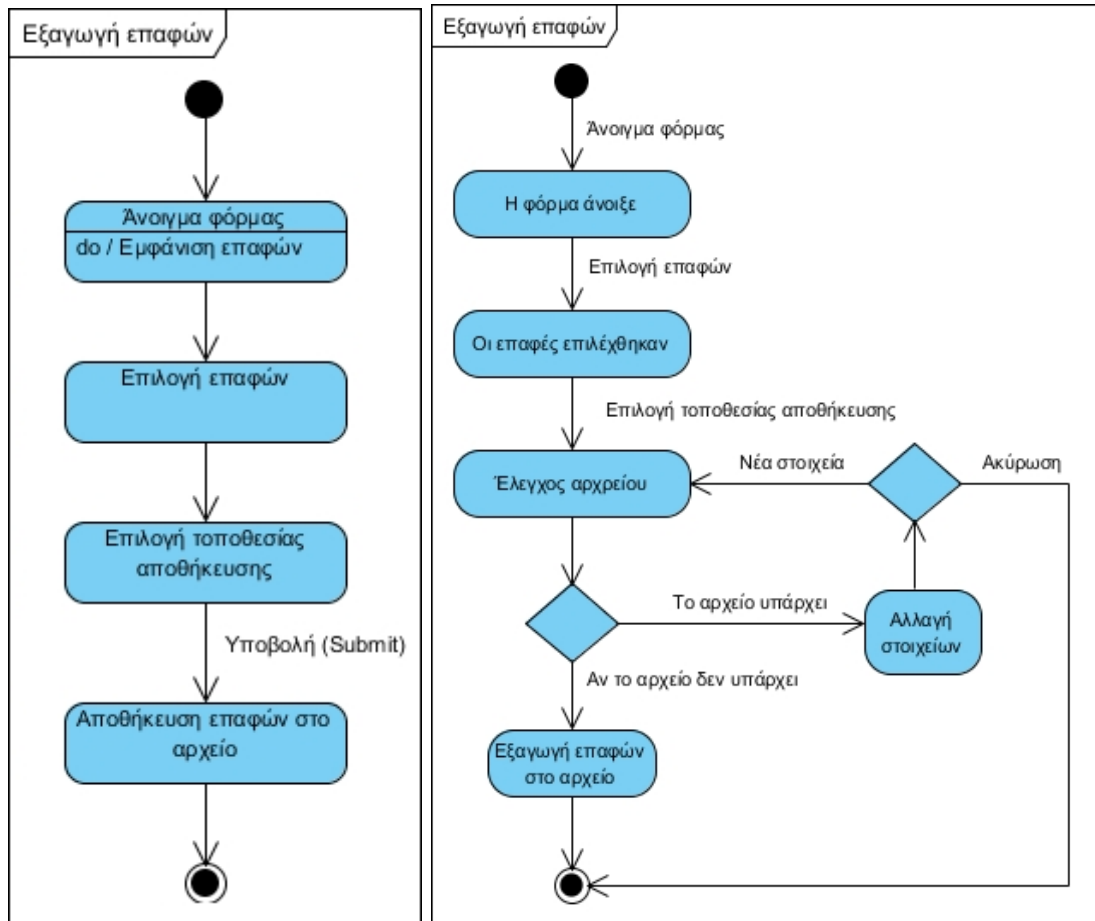 Εξαγωγή επαφών
Άνοιγμα φόρμας
do / Εμφάνιση επαφών
Επιλογή επαφών
Επιλογή τοποθεσίας
αποθήκευσης
Υποβολή (Submit)
Αποθήκευση επαφών στο
αρχείο
Εξαγωγή επαφών
Άνοιγμα φόρμας
Η φόρμα άνοιξε
Επιλογή επαφών
Οι επαφές επιλέχθηκαν
Επιλογή τοποθεσίας αποθήκευσης
Νέα στοιχεία
Ακύρωση
Έλεγχος αρχρείου
Το αρχείο υπάρχει
Αλλαγή
στοιχείων
Αν το αρχείο δεν υπάρχει
Εξαγωγή επαφών
στο αρχείο